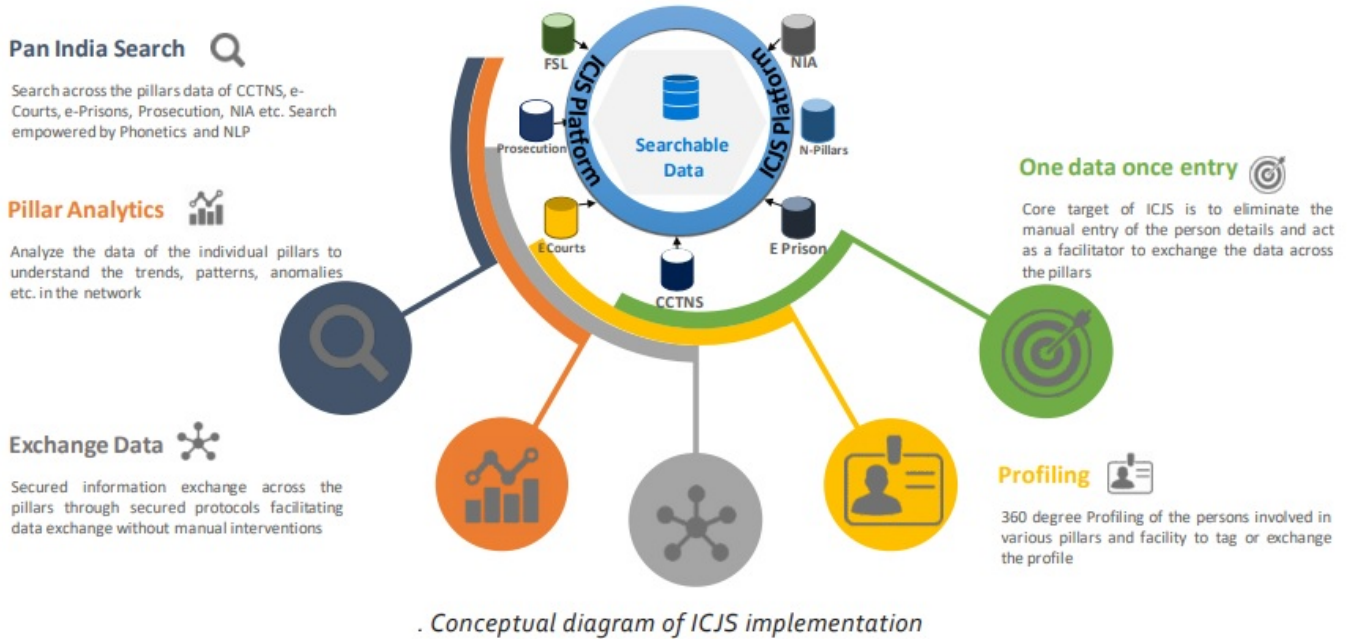 Pan India Search
Search across the pillars data of CCTNS, e-
Courts, e-Prisons, Prosecution, NIA etc. Search
empowered by Phonetics and NLP
Pillar Analytics
Analyze the data of the individual pillars to
understand the trends, patterns, anomalies
etc. in the network
Exchange Data
Secured information exchange across the
pillars through secured protocols facilitating
data exchange without manual interventions
FSL
NIA
Prosecution
N-Pillars
E Courts
E Prison
CCTNS
ICJS Platform
ICJS Platform
Searchable
Data
One data once entry
Core target of ICJS is to eliminate the
manual entry of the person details and act
as a facilitator to exchange the data across
the pillars
Profiling
360 degree Profiling of the persons involved in
various pillars and facility to tag or exchange
the profile
. Conceptual diagram of ICJS implementation